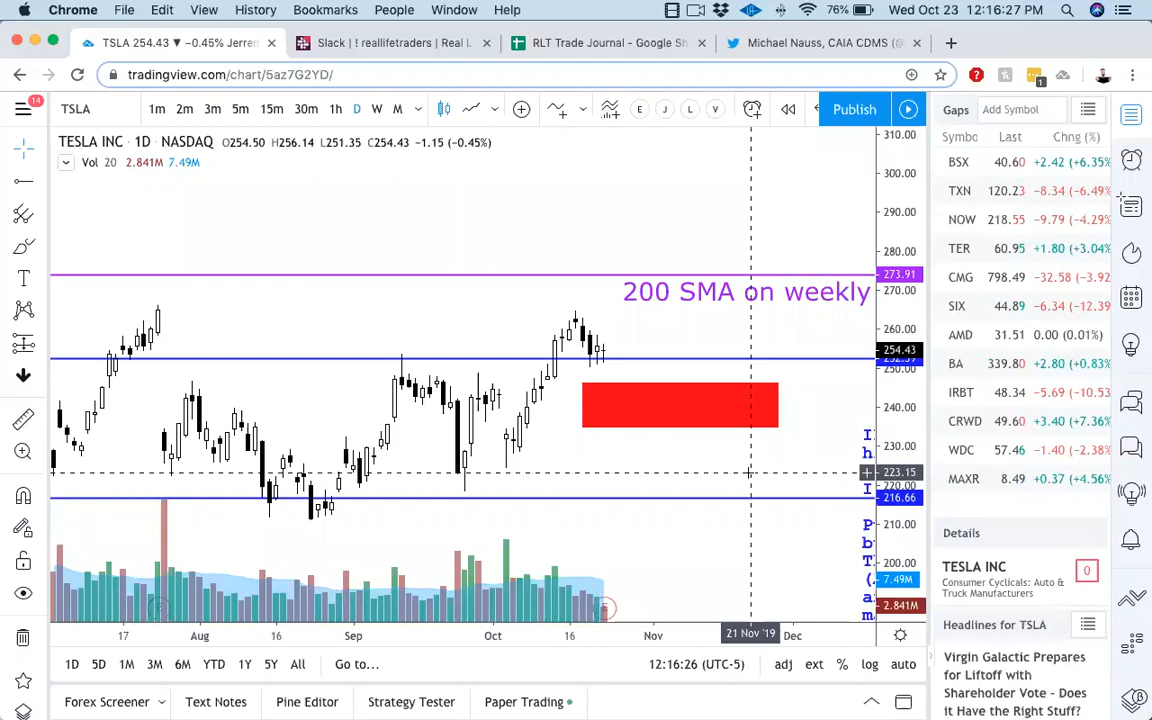 Chrome File Edit View History Bookmarks People Window Help 76% Wed Oct 23 12:16:27 PM
TSLA 254.43 ▼ −0.45% Jerren Slack | ! reallifetraders | Real L RLT Trade Journal - Google Sh Michael Nauss, CAIA CDMS (@
tradingview.com/chart/5az7G2YD/
14 TSLA 1m 2m 3m 5m 15m 30m 1h D W M E J L V Publish
Gaps Add Symbol
TESLA INC · 1D · NASDAQ O254.50 H256.14 L251.35 C254.43 −1.15 (−0.45%)
Vol 20 2.841M 7.49M
Symbo Last Chng (%)
BSX 40.60 +2.42 (+6.35%
TXN 120.23 −8.34 (−6.49%
NOW 218.55 −9.79 (−4.29%
TER 60.95 +1.80 (+3.04%
CMG 798.49 −32.58 (−3.92
SIX 44.89 −6.34 (−12.39
AMD 31.51 0.00 (0.01%)
BA 339.80 +2.80 (+0.83%
IRBT 48.34 −5.69 (−10.53
CRWD 49.60 +3.40 (+7.36%
WDC 57.46 −1.40 (−2.38%
MAXR 8.49 +0.37 (+4.56%
310.00
300.00
290.00
280.00
273.91
270.00
260.00
254.43
250.00
240.00
230.00
223.15
220.00
216.66
210.00
200.00
7.49M
2.841M
200 SMA on weekly
I
h
I
P
b
T
(
a
m
E
17 Aug 16 Sep Oct 16 Nov 21 Nov '19 Dec
1D 5D 1M 3M 6M YTD 1Y 5Y All Go to... 12:16:26 (UTC-5) adj ext % log auto
Forex Screener Text Notes Pine Editor Strategy Tester Paper Trading
Details
TESLA INC 0
Consumer Cyclicals: Auto &
Truck Manufacturers
Headlines for TSLA
Virgin Galactic Prepares
for Liftoff with
Shareholder Vote - Does
it Have the Right Stuff?